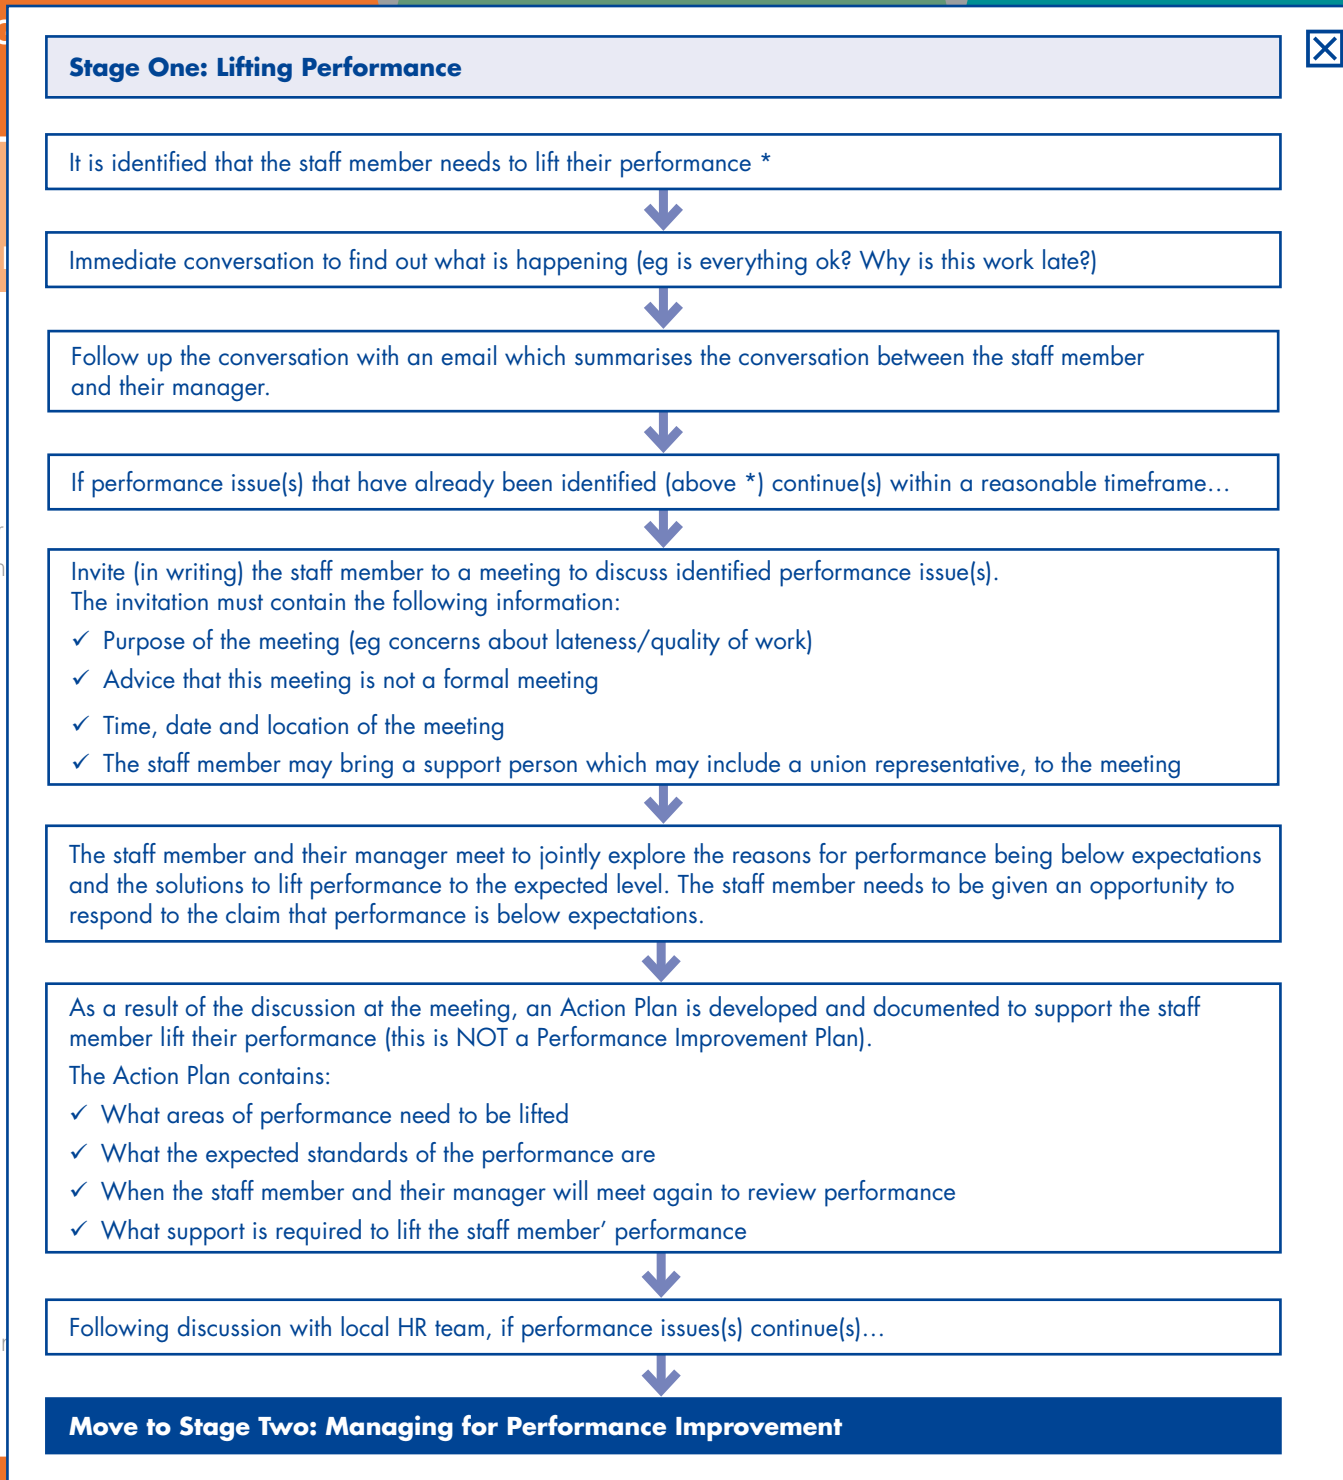 Stage One: Lifting Performance
It is identified that the staff member needs to lift their performance *
Immediate conversation to find out what is happening (eg is everything ok? Why is this work late?)
Follow up the conversation with an email which summarises the conversation between the staff member
and their manager.
If performance issue(s) that have already been identified (above *) continue(s) within a reasonable timeframe…
Invite (in writing) the staff member to a meeting to discuss identified performance issue(s).
The invitation must contain the following information:
✓ Purpose of the meeting (eg concerns about lateness/quality of work)
✓ Advice that this meeting is not a formal meeting
✓ Time, date and location of the meeting
✓ The staff member may bring a support person which may include a union representative, to the meeting
The staff member and their manager meet to jointly explore the reasons for performance being below expectations
and the solutions to lift performance to the expected level. The staff member needs to be given an opportunity to
respond to the claim that performance is below expectations.
As a result of the discussion at the meeting, an Action Plan is developed and documented to support the staff
member lift their performance (this is NOT a Performance Improvement Plan).
The Action Plan contains:
✓ What areas of performance need to be lifted
✓ What the expected standards of the performance are
✓ When the staff member and their manager will meet again to review performance
✓ What support is required to lift the staff member’ performance
Following discussion with local HR team, if performance issues(s) continue(s)…
Move to Stage Two: Managing for Performance Improvement